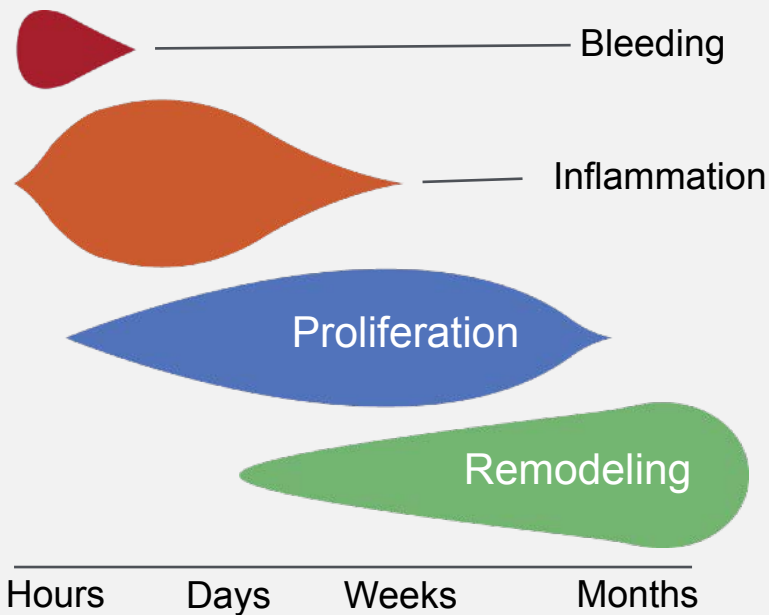 Bleeding
Inflammation
Proliferation
Remodeling
Hours Days Weeks Months